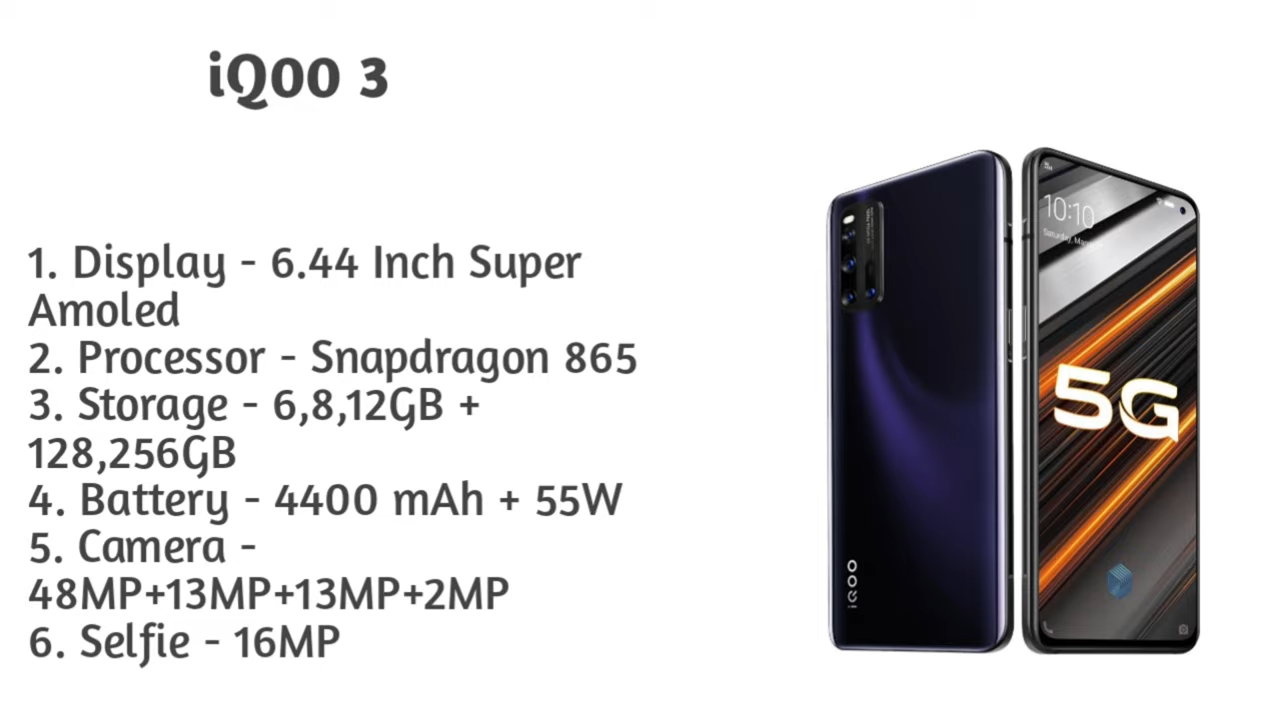 iQOO 3
1. Display - 6.44 Inch Super
Amoled
2. Processor - Snapdragon 865
3. Storage - 6,8,12GB +
128,256GB
4. Battery - 4400 mAh + 55W
5. Camera -
48MP+13MP+13MP+2MP
6. Selfie - 16MP
iQOO
10:10
Saturday,
5G